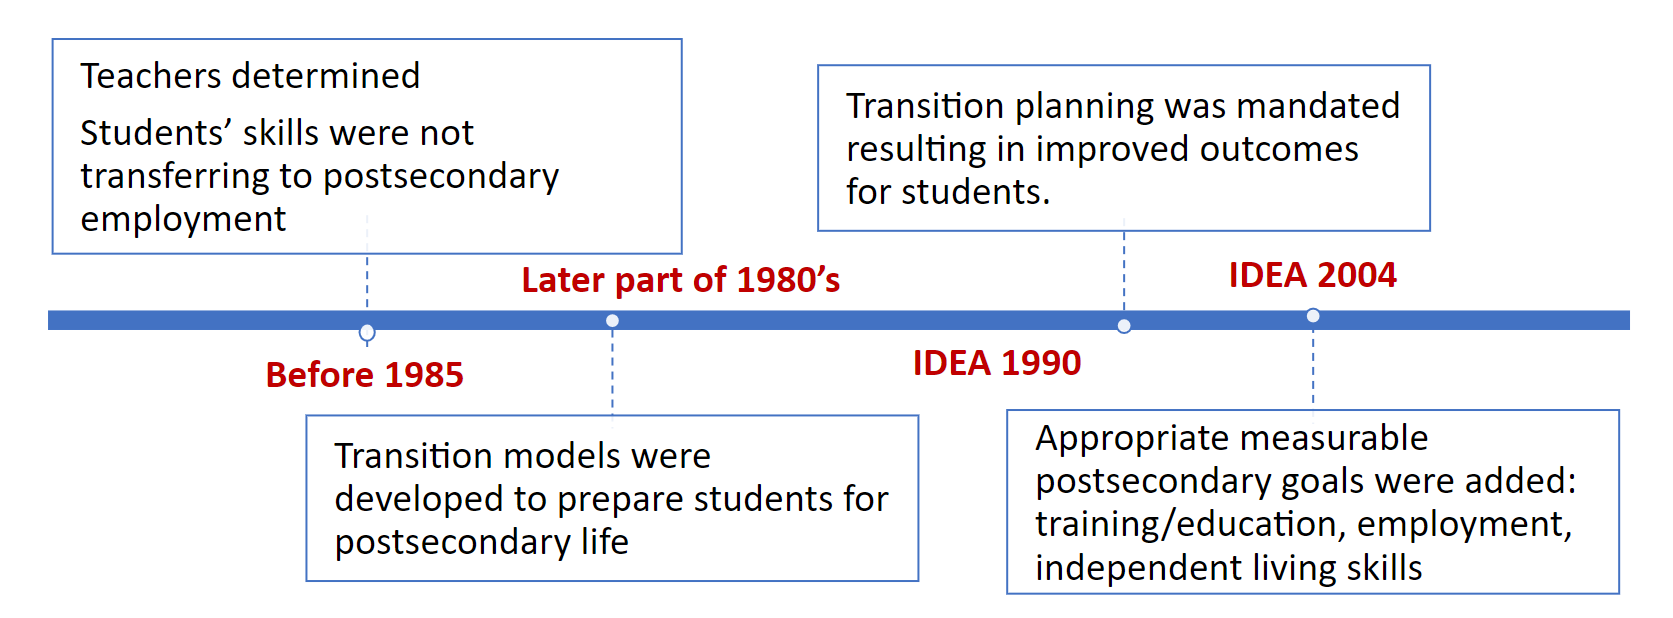 Teachers determined
Students’ skills were not
transferring to postsecondary
employment
Transition planning was mandated
resulting in improved outcomes
for students.
Later part of 1980’s
IDEA 2004
Before 1985
IDEA 1990
Transition models were
developed to prepare students for
postsecondary life
Appropriate measurable
postsecondary goals were added:
training/education, employment,
independent living skills